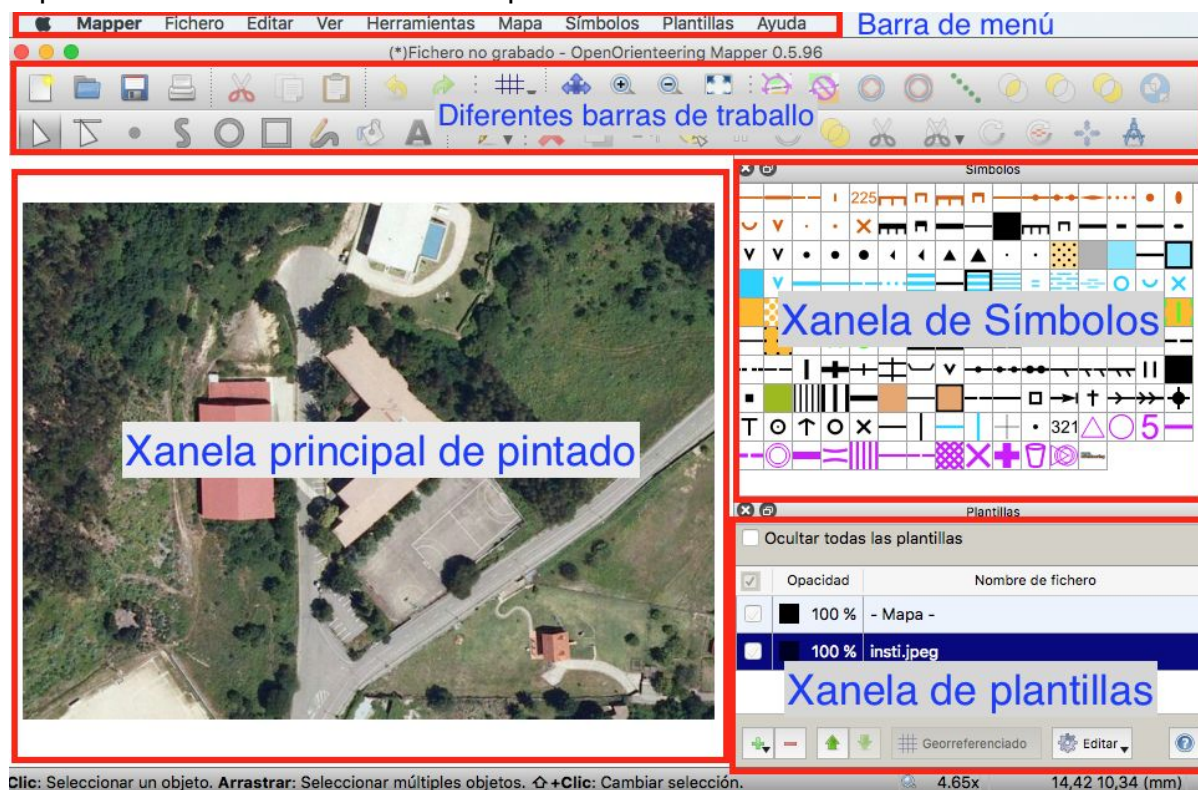 Mapper Fichero Editar Ver Herramientas Mapa Símbolos Plantillas Ayuda
Barra de menú
(*)Fichero no grabado - OpenOrienteering Mapper 0.5.96
Diferentes barras de traballo
A
Símbolos
225
Xanela de Símbolos
321
5
Xanela principal de pintado
Plantillas
Ocultar todas las plantillas
Opacidad Nombre de fichero
100 % - Mapa -
100 % insti.jpeg
Xanela de plantillas
Georreferenciado Editar
Clic: Seleccionar un objeto. Arrastrar: Seleccionar múltiples objetos. ⇧+Clic: Cambiar selección. 4.65x 14,42 10,34 (mm)